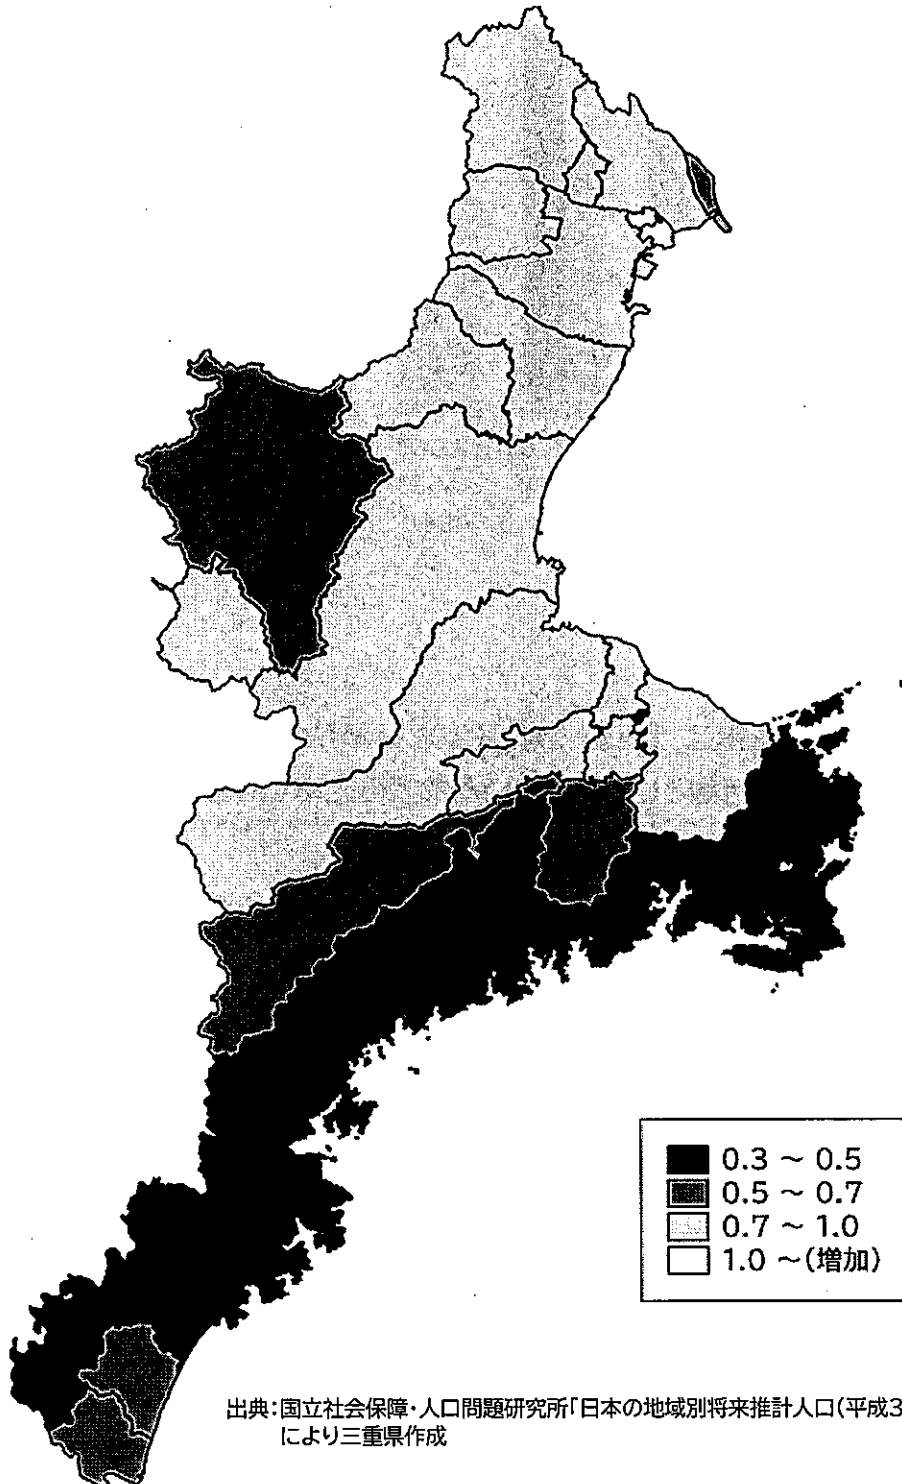 0.3 ～ 0.5
0.5 ～ 0.7
0.7 ～ 1.0
1.0 ～(増加)
出典:国立社会保障・人口問題研究所「日本の地域別将来推計人口(平成3
により三重県作成